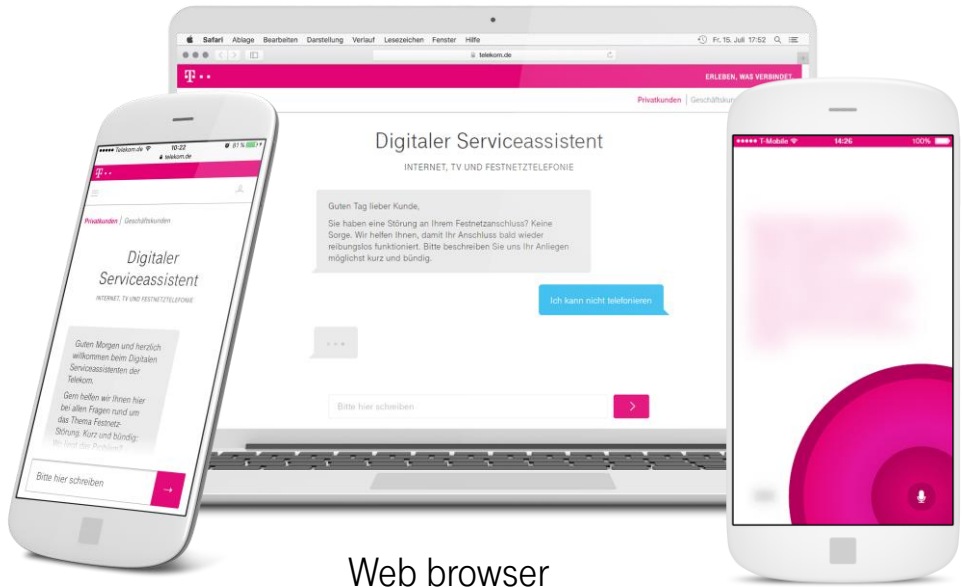 Safari Ablage Bearbeiten Darstellung Verlauf Lesezeichen Fenster Hilfe
Fr. 15. Juli 17:52
telekom.de
T
ERLEBEN, WAS VERBINDET.
Privatkunden | Geschäftskun
Digitaler Serviceassistent
INTERNET, TV UND FESTNETZTELEFONIE
Guten Tag lieber Kunde,
Sie haben eine Störung an Ihrem Festnetzanschluss? Keine
Sorge. Wir helfen Ihnen, damit Ihr Anschluss bald wieder
reibungslos funktioniert. Bitte beschreiben Sie uns Ihr Anliegen
möglichst kurz und bündig.
Ich kann nicht telefonieren
Bitte hier schreiben
Telekom.de 10:22 81 %
telekom.de
T
Privatkunden | Geschäftskunden
Digitaler
Serviceassistent
INTERNET, TV UND FESTNETZTELEFONIE
Guten Morgen und herzlich
willkommen beim Digitalen
Serviceassistenten der
Telekom.
Gern helfen wir Ihnen hier
bei allen Fragen rund um
das Thema Festnetz-
Störung. Kurz und bündig:
Wo liegt das Problem?
Bitte hier schreiben
T-Mobile 14:26 100%
Web browser